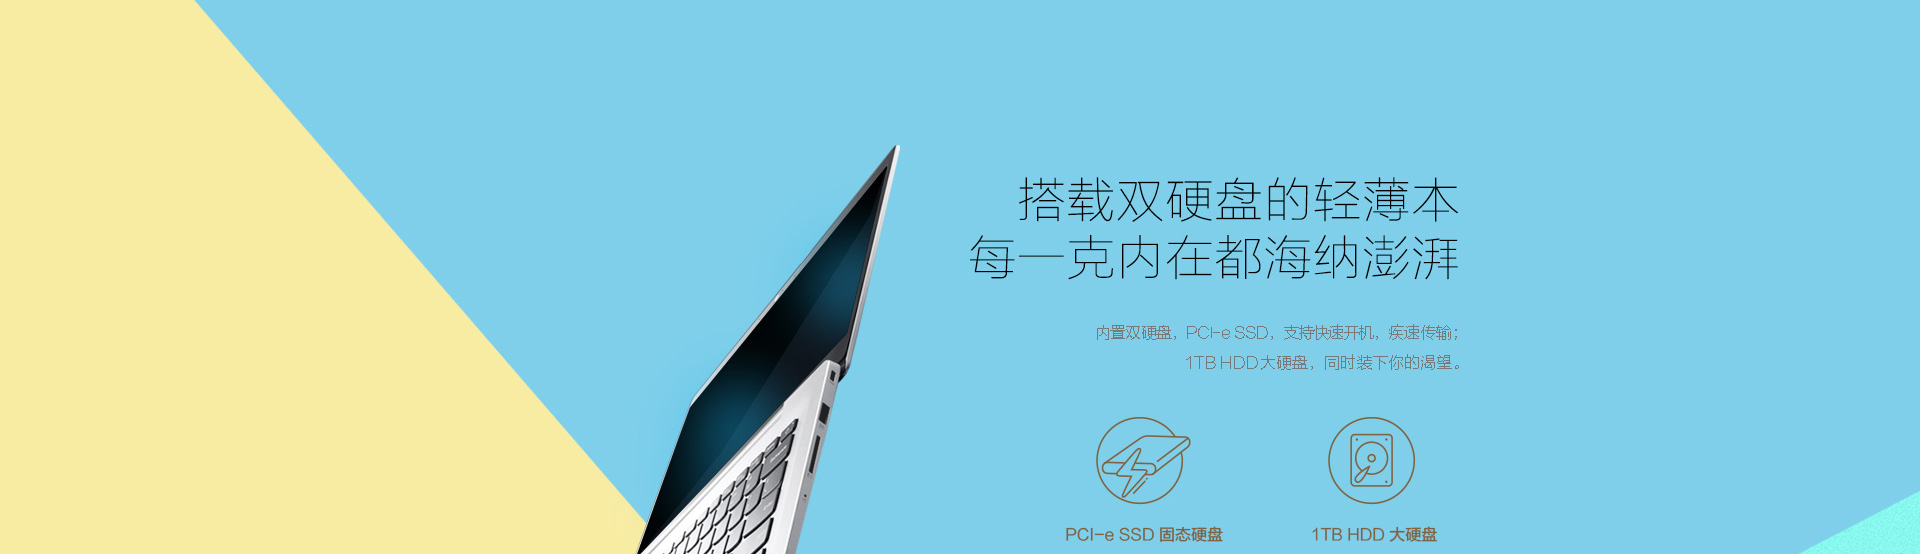 搭载双硬盘的轻薄本
每一克内在都海纳澎湃
内置双硬盘，PCI-e SSD，支持快速开机，疾速传输；
1TB HDD大硬盘，同时装下你的渴望。
PCI-e SSD 固态硬盘
1TB HDD 大硬盘